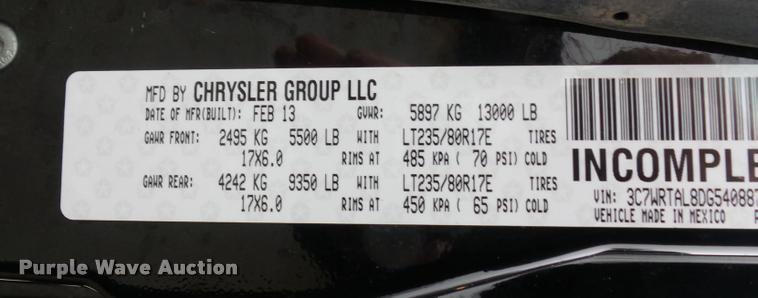 MFD BY CHRYSLER GROUP LLC
DATE OF MFR(BUILT): FEB 13 GVWR: 5897 KG 13000 LB
GAWR FRONT: 2495 KG 5500 LB WITH LT235/80R17E TIRES
17X6.0 RIMS AT 485 KPA ( 70 PSI) COLD
GAWR REAR: 4242 KG 9350 LB WITH LT235/80R17E TIRES
17X6.0 RIMS AT 450 KPA ( 65 PSI) COLD
INCOMPLE
VIN: 3C7WRTAL8DG540887
VEHICLE MADE IN MEXICO
Purple Wave Auction